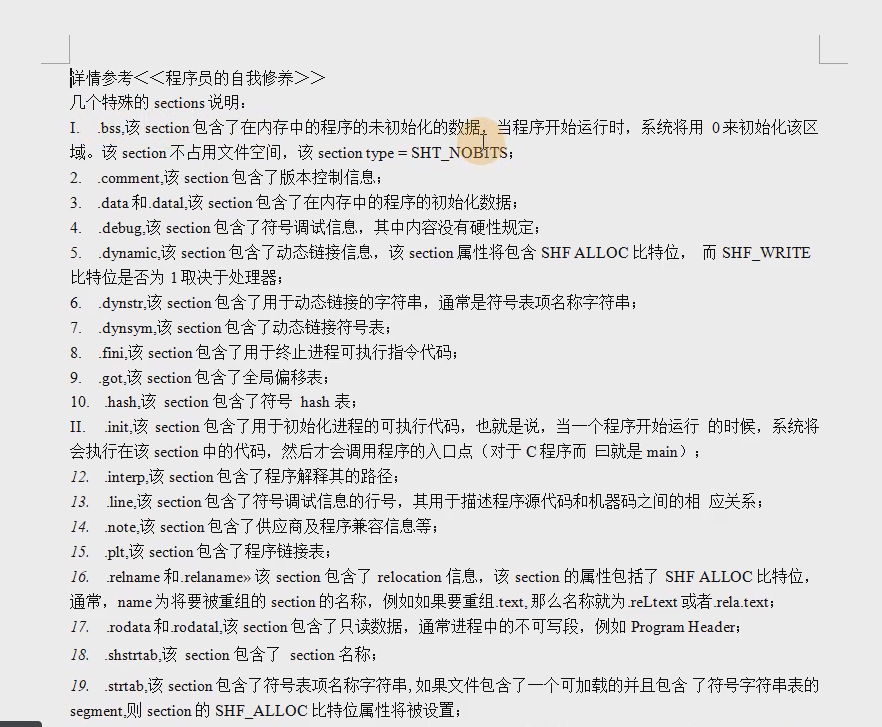 详情参考<<程序员的自我修养>>
几个特殊的 sections 说明：
I. .bss,该 section 包含了在内存中的程序的未初始化的数据，当程序开始运行时，系统将用 0来初始化该区
域。该 section 不占用文件空间，该 section type = SHT_NOBITS；
2. .comment,该 section 包含了版本控制信息；
3. .data 和.datal,该 section 包含了在内存中的程序的初始化数据；
4. .debug,该 section 包含了符号调试信息，其中内容没有硬性规定；
5. .dynamic,该 section 包含了动态链接信息，该 section 属性将包含 SHF ALLOC 比特位， 而 SHF_WRITE
比特位是否为 1 取决于处理器；
6. .dynstr,该 section 包含了用于动态链接的字符串，通常是符号表项名称字符串；
7. .dynsym,该 section 包含了动态链接符号表；
8. .fini,该 section 包含了用于终止进程可执行指令代码；
9. .got,该 section 包含了全局偏移表；
10. .hash,该 section 包含了符号 hash 表；
II. .init,该 section 包含了用于初始化进程的可执行代码，也就是说，当一个程序开始运行 的时候，系统将
会执行在该 section 中的代码，然后才会调用程序的入口点（对于 C 程序而 曰就是 main）；
12. .interp,该 section 包含了程序解释其的路径；
13. .line,该 section 包含了符号调试信息的行号，其用于描述程序源代码和机器码之间的相 应关系；
14. .note,该 section 包含了供应商及程序兼容信息等；
15. .plt,该 section 包含了程序链接表；
16. .relname 和.relaname» 该 section 包含了 relocation 信息，该 section 的属性包括了 SHF ALLOC 比特位，
通常，name 为将要被重组的 section 的名称，例如如果要重组.text, 那么名称就为.reLtext 或者.rela.text；
17. .rodata 和.rodatal,该 section 包含了只读数据，通常进程中的不可写段，例如 Program Header；
18. .shstrtab,该 section 包含了 section 名称；
19. .strtab,该 section 包含了符号表项名称字符串, 如果文件包含了一个可加载的并且包含 了符号字符串表的
segment,则 section 的 SHF_ALLOC 比特位属性将被设置；